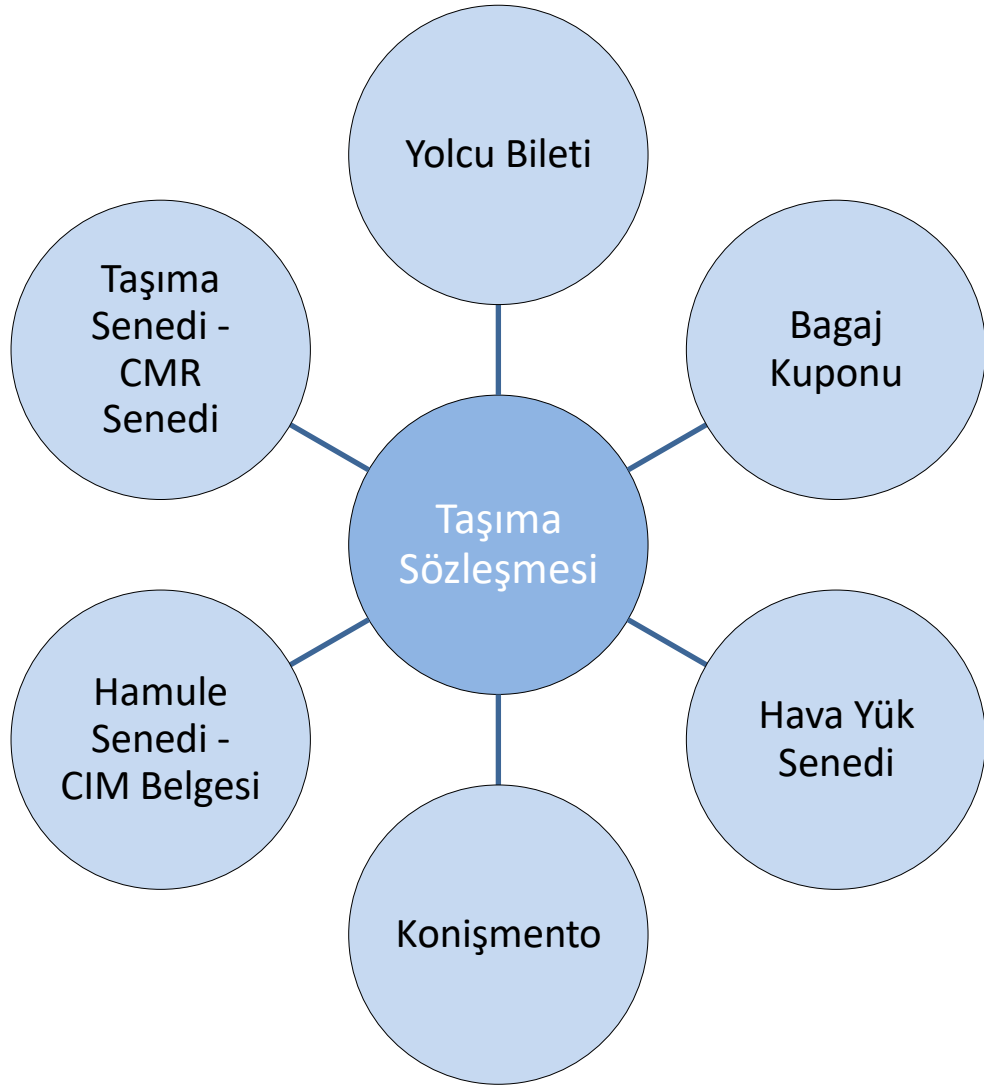 Yolcu Bileti
Taşıma
Senedi -
CMR
Senedi
Bagaj
Kuponu
Taşıma
Sözleşmesi
Hamule
Senedi -
CIM Belgesi
Hava Yük
Senedi
Konişmento